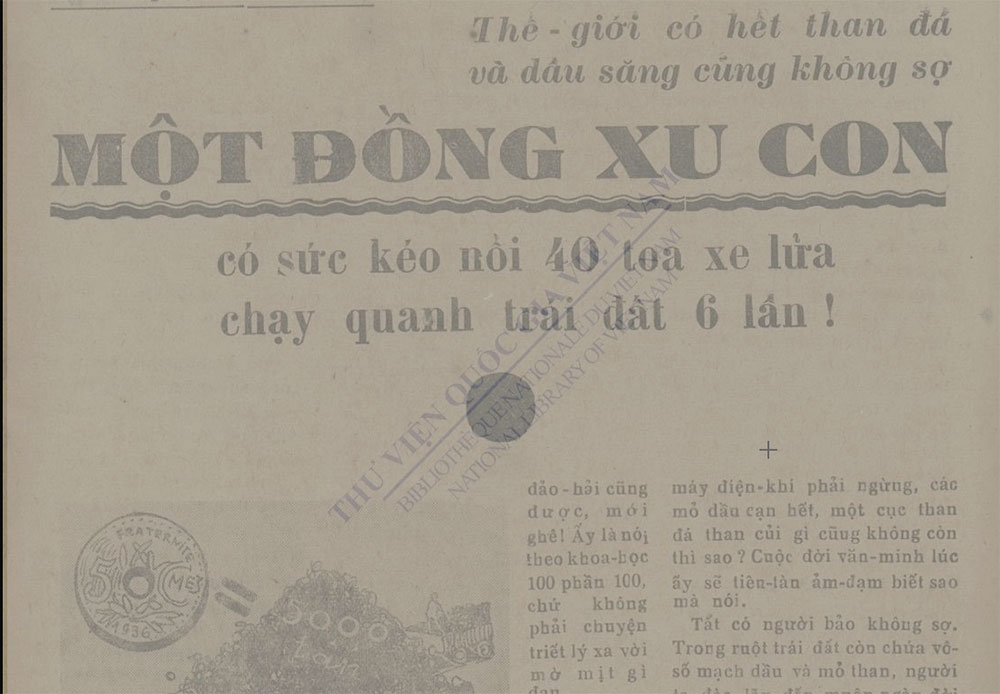 Thế-giới có hết than đá
và dầu săng cũng không sợ
MỘT ĐỒNG XU CON
có sức kéo nổi 40 toa xe lửa
chạy quanh trái đất 6 lần !
THƯ VIỆN QUỐC GIA VIỆT NAM
BIBLIOTHÈQUE NATIONALE DU VIETNAM
NATIONAL LIBRARY OF VIETNAM
FRATERNITE
5 CMES
1936
3000
tấn
đảo-hải cũng
được, mới
ghê! Ấy là nói
theo khoa-học
100 phần 100,
chứ không
phải chuyện
triết lý xa vời
mờ mịt gì
máy điện-khí phải ngừng, các
mỏ dầu cạn hết, một cục than
đá than củi gì cũng không còn
thì sao ? Cuộc đời văn-minh lúc
ấy sẽ tiêu-tàn ảm-đạm biết sao
mà nói.
Tất có người bảo không sợ.
Trong ruột trái đất còn chứa vô-
số mạch dầu và mỏ than, người